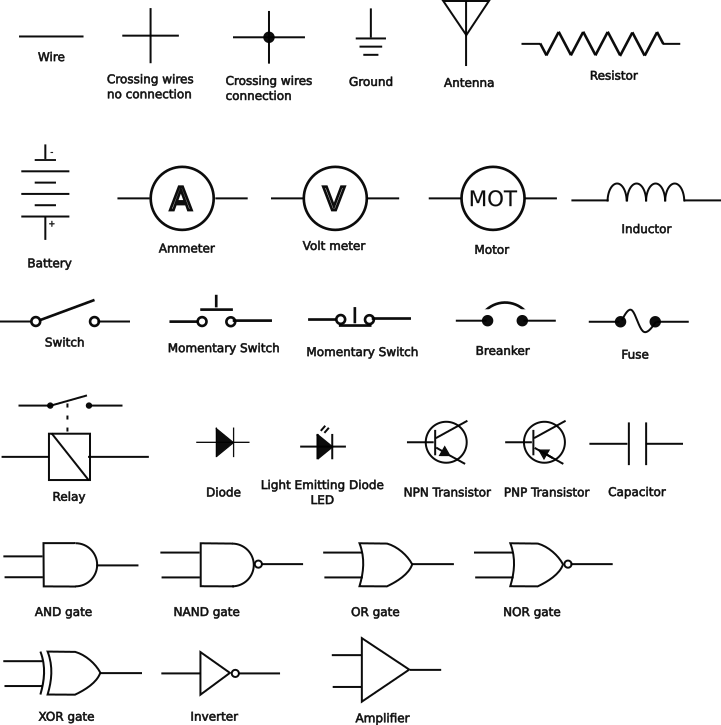 Wire
Crossing wires
no connection
Crossing wires
connection
Ground
Antenna
Resistor
-
+
Battery
A
Ammeter
V
Volt meter
MOT
Motor
Inductor
Switch
Momentary Switch
Momentary Switch
Breanker
Fuse
Relay
Diode
Light Emitting Diode
LED
NPN Transistor
PNP Transistor
Capacitor
AND gate
NAND gate
OR gate
NOR gate
XOR gate
Inverter
Amplifier